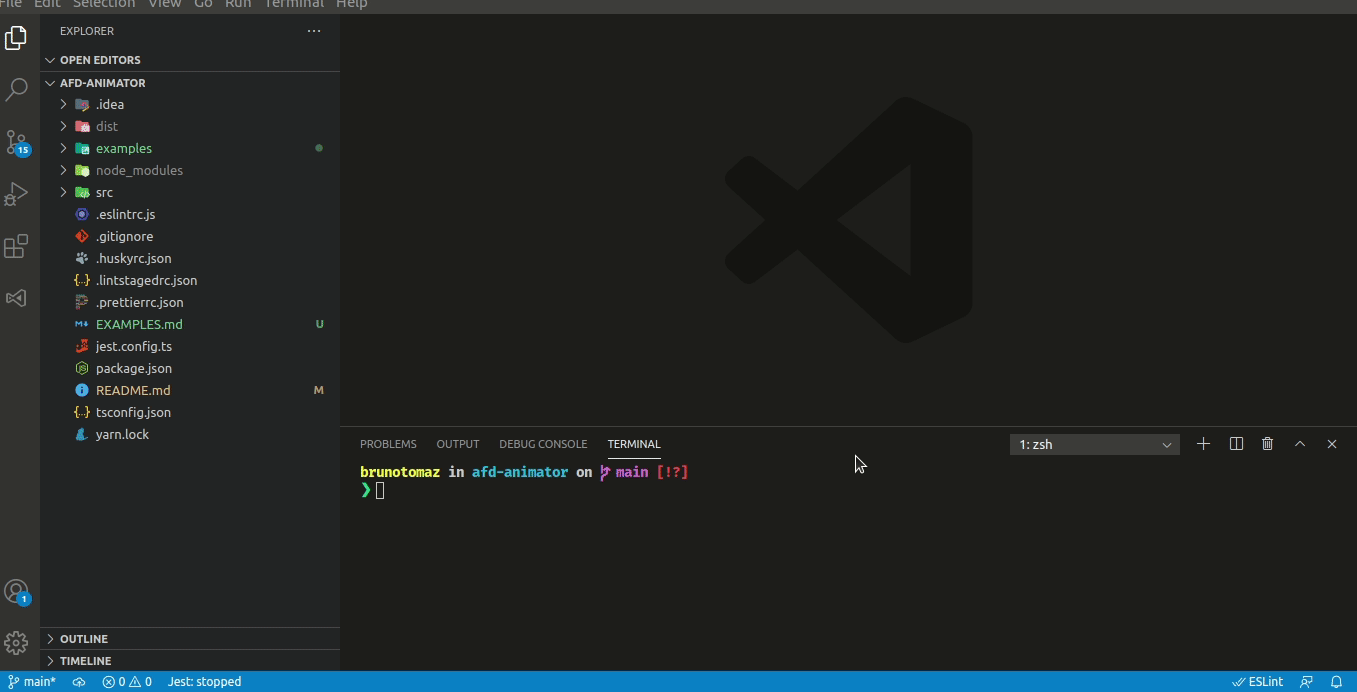 File Edit Selection View Go Run Terminal Help
EXPLORER
OPEN EDITORS
AFD-ANIMATOR
.idea
dist
examples
node_modules
src
.eslintrc.js
.gitignore
.huskyrc.json
.lintstagedrc.json
.prettierrc.json
EXAMPLES.md U
jest.config.ts
package.json
README.md M
tsconfig.json
yarn.lock
OUTLINE
TIMELINE
15
1
PROBLEMS OUTPUT DEBUG CONSOLE TERMINAL
1: zsh
brunotomaz in afd-animator on main [!?]
❯
main* 0 0 Jest: stopped
ESLint